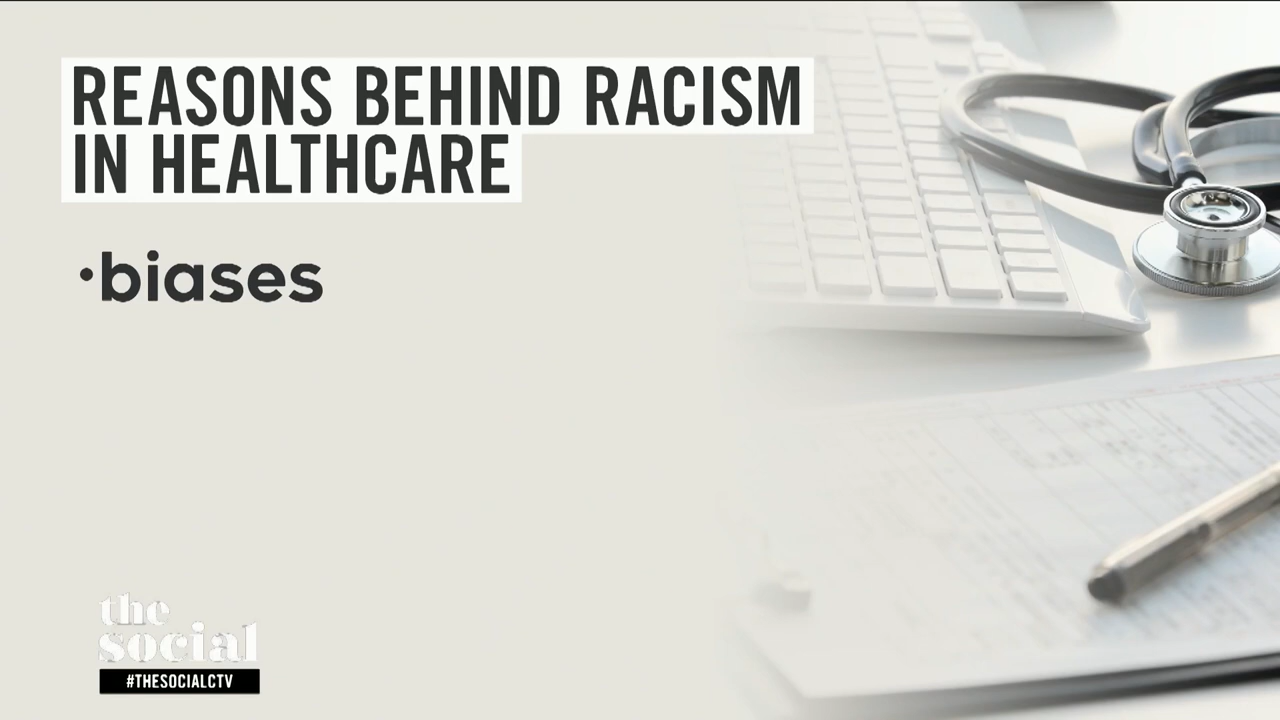 REASONS BEHIND RACISM
IN HEALTHCARE
•biases
the
social
#THESOCIALCTV